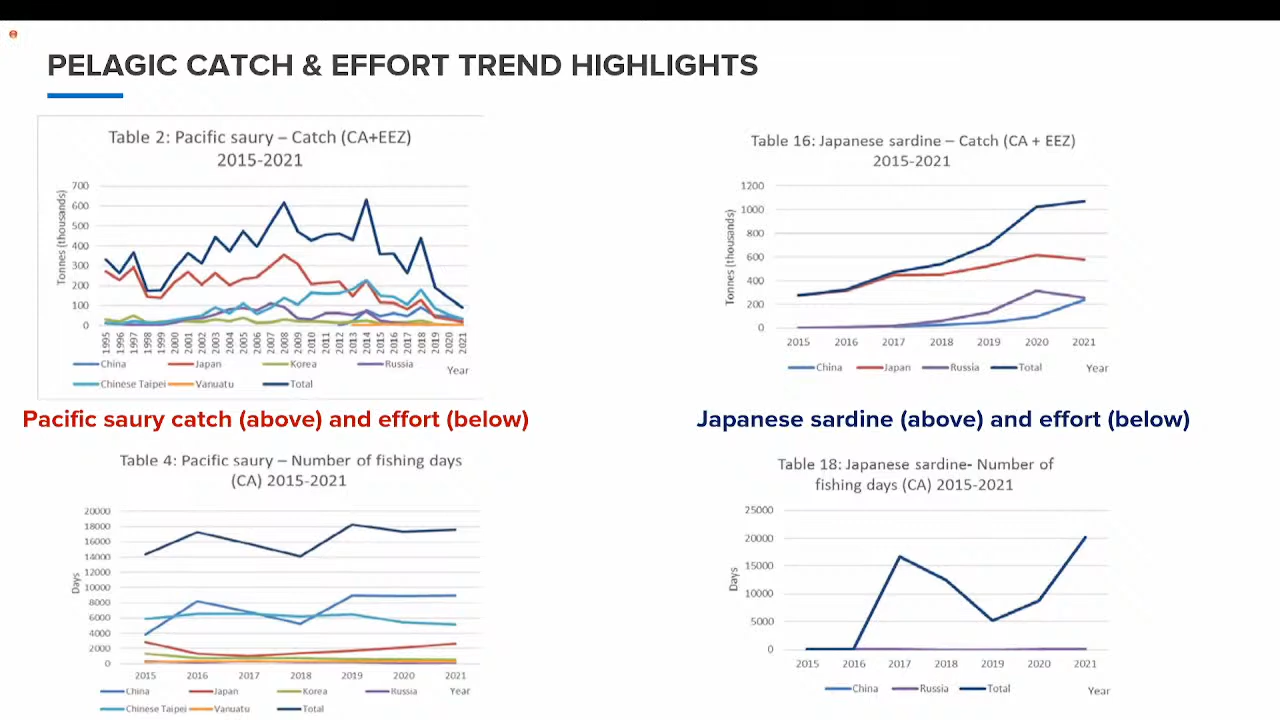 PELAGIC CATCH & EFFORT TREND HIGHLIGHTS
Table 2: Pacific saury – Catch (CA+EEZ)
2015-2021
Tonnes (thousands)
700
600
500
400
300
200
100
0
1995 1996 1997 1998 1999 2000 2001 2002 2003 2004 2005 2006 2007 2008 2009 2010 2011 2012 2013 2014 2015 2016 2017 2018 2019 2020 2021
China Japan Korea Russia Year
Chinese Taipei Vanuatu Total
Table 16: Japanese sardine – Catch (CA + EEZ)
2015-2021
Tonnes (thousands)
1200
1000
800
600
400
200
0
2015 2016 2017 2018 2019 2020 2021
China Japan Russia Total Year
Pacific saury catch (above) and effort (below)
Japanese sardine (above) and effort (below)
Table 4: Pacific saury – Number of fishing days
(CA) 2015-2021
Days
20000
18000
16000
14000
12000
10000
8000
6000
4000
2000
0
2015 2016 2017 2018 2019 2020 2021
China Japan Korea Russia Year
Chinese Taipei Vanuatu Total
Table 18: Japanese sardine- Number of
fishing days (CA) 2015-2021
Days
25000
20000
15000
10000
5000
0
2015 2016 2017 2018 2019 2020 2021
China Russia Total Year